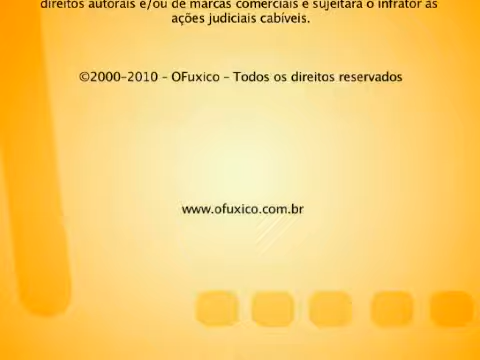 direitos autorais e/ou de marcas comerciais e sujeitará o infrator às
ações judiciais cabíveis.
©2000-2010 - OFuxico - Todos os direitos reservados
www.ofuxico.com.br